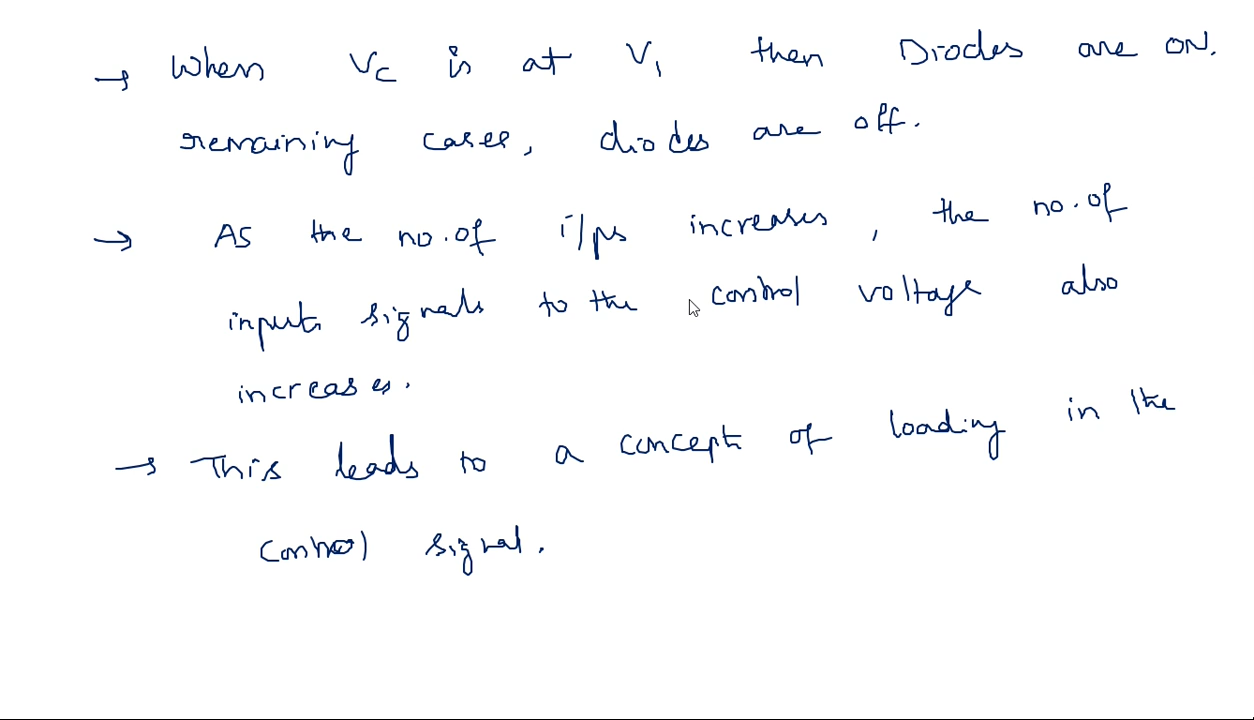 → When Vc is at V1 then Diodes are ON.
remaining cases, diodes are off.
→ As the no. of i/ps increases, the no. of
inputs signals to the control voltage also
increases.
→ This leads to a concept of loading in the
control signal.